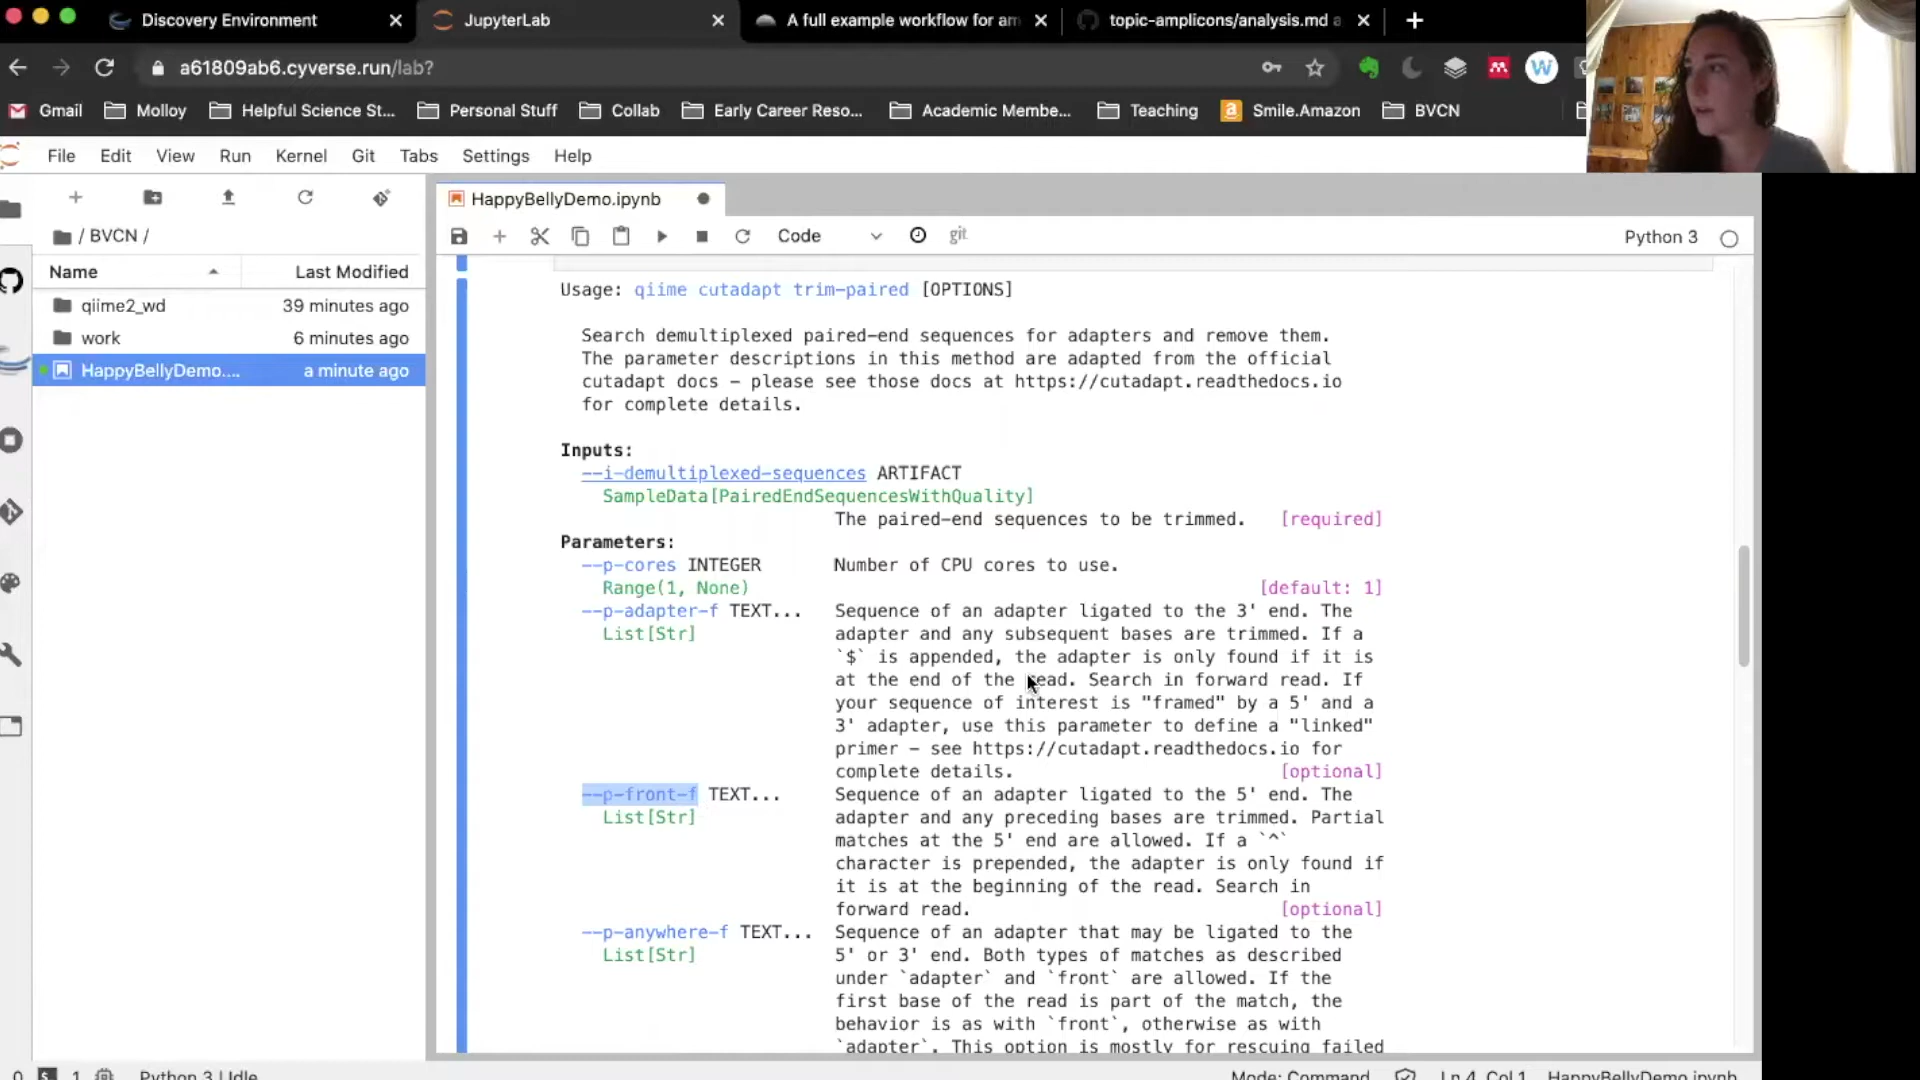 Discovery Environment
JupyterLab
A full example workflow for am
topic-amplicons/analysis.md a
a61809ab6.cyverse.run/lab?
Gmail
Molloy
Helpful Science St...
Personal Stuff
Collab
Early Career Reso...
Academic Membe...
Teaching
Smile.Amazon
BVCN
File Edit View Run Kernel Git Tabs Settings Help
HappyBellyDemo.ipynb
Code
git
Python 3
/ BVCN /
Name
Last Modified
qiime2_wd
39 minutes ago
work
6 minutes ago
HappyBellyDemo....
a minute ago
Usage: qiime cutadapt trim-paired [OPTIONS]
Search demultiplexed paired-end sequences for adapters and remove them.
The parameter descriptions in this method are adapted from the official
cutadapt docs - please see those docs at https://cutadapt.readthedocs.io
for complete details.
Inputs:
--i-demultiplexed-sequences ARTIFACT
SampleData[PairedEndSequencesWithQuality]
The paired-end sequences to be trimmed. [required]
Parameters:
--p-cores INTEGER Number of CPU cores to use.
Range(1, None) [default: 1]
--p-adapter-f TEXT... Sequence of an adapter ligated to the 3' end. The
List[Str] adapter and any subsequent bases are trimmed. If a
`$` is appended, the adapter is only found if it is
at the end of the read. Search in forward read. If
your sequence of interest is "framed" by a 5' and a
3' adapter, use this parameter to define a "linked"
primer - see https://cutadapt.readthedocs.io for
complete details. [optional]
--p-front-f TEXT... Sequence of an adapter ligated to the 5' end. The
List[Str] adapter and any preceding bases are trimmed. Partial
matches at the 5' end are allowed. If a `^`
character is prepended, the adapter is only found if
it is at the beginning of the read. Search in
forward read. [optional]
--p-anywhere-f TEXT... Sequence of an adapter that may be ligated to the
List[Str] 5' or 3' end. Both types of matches as described
under `adapter` and `front` are allowed. If the
first base of the read is part of the match, the
behavior is as with `front`, otherwise as with
`adapter`. This option is mostly for rescuing failed
0 1 Python 3 | Idle
Mode: Command Ln 4, Col 1 HappyBellyDemo.ipynb